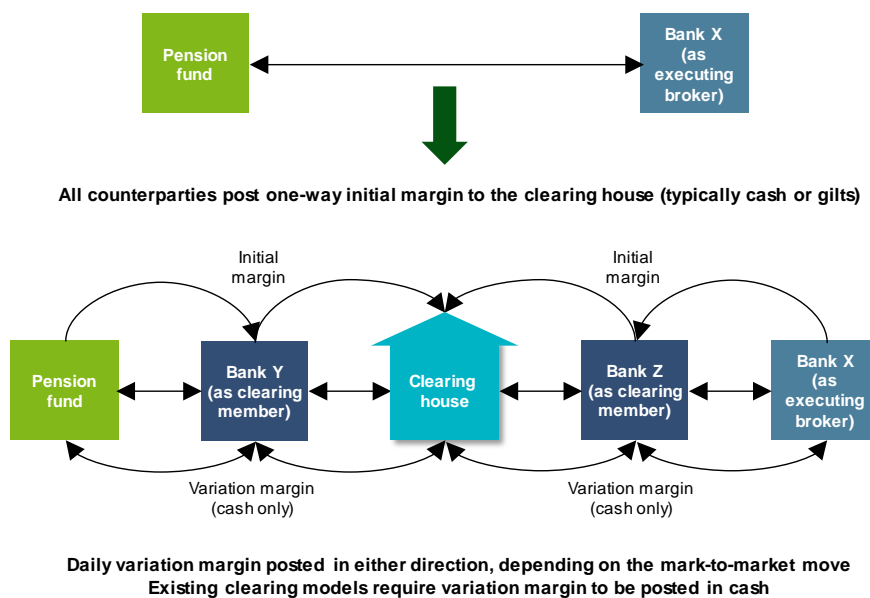 Pension
fund
Bank X
(as
executing
broker)
All counterparties post one-way initial margin to the clearing house (typically cash or gilts)
Initial
margin
Initial
margin
Pension
fund
Bank Y
(as clearing
member)
Clearing
house
Bank Z
(as clearing
member)
Bank X
(as
executing
broker)
Variation margin
(cash only)
Variation margin
(cash only)
Daily variation margin posted in either direction, depending on the mark-to-market move
Existing clearing models require variation margin to be posted in cash